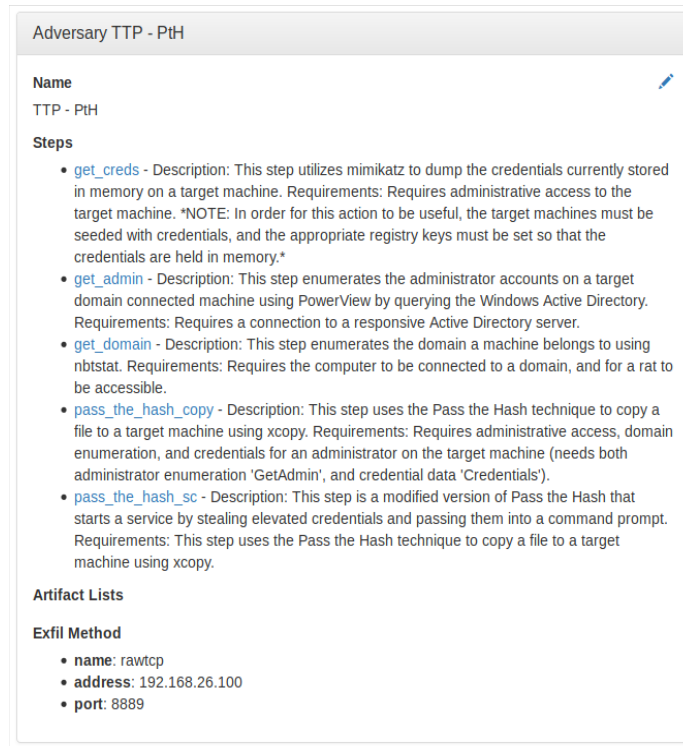 Adversary TTP - PtH
Name
TTP - PtH
Steps
• get_creds - Description: This step utilizes mimikatz to dump the credentials currently stored
in memory on a target machine. Requirements: Requires administrative access to the
target machine. *NOTE: In order for this action to be useful, the target machines must be
seeded with credentials, and the appropriate registry keys must be set so that the
credentials are held in memory.*
• get_admin - Description: This step enumerates the administrator accounts on a target
domain connected machine using PowerView by querying the Windows Active Directory.
Requirements: Requires a connection to a responsive Active Directory server.
• get_domain - Description: This step enumerates the domain a machine belongs to using
nbtstat. Requirements: Requires the computer to be connected to a domain, and for a rat to
be accessible.
• pass_the_hash_copy - Description: This step uses the Pass the Hash technique to copy a
file to a target machine using xcopy. Requirements: Requires administrative access, domain
enumeration, and credentials for an administrator on the target machine (needs both
administrator enumeration 'GetAdmin', and credential data 'Credentials').
• pass_the_hash_sc - Description: This step is a modified version of Pass the Hash that
starts a service by stealing elevated credentials and passing them into a command prompt.
Requirements: This step uses the Pass the Hash technique to copy a file to a target
machine using xcopy.
Artifact Lists
Exfil Method
• name: rawtcp
• address: 192.168.26.100
• port: 8889